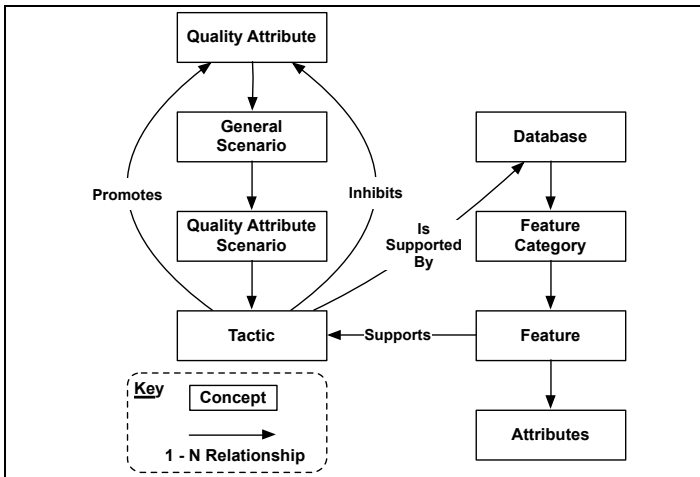 Quality Attribute
General
Scenario
Database
Promotes
Inhibits
Is
Supported
By
Quality Attribute
Scenario
Feature
Category
Tactic
Supports
Feature
Key
Concept
1 - N Relationship
Attributes